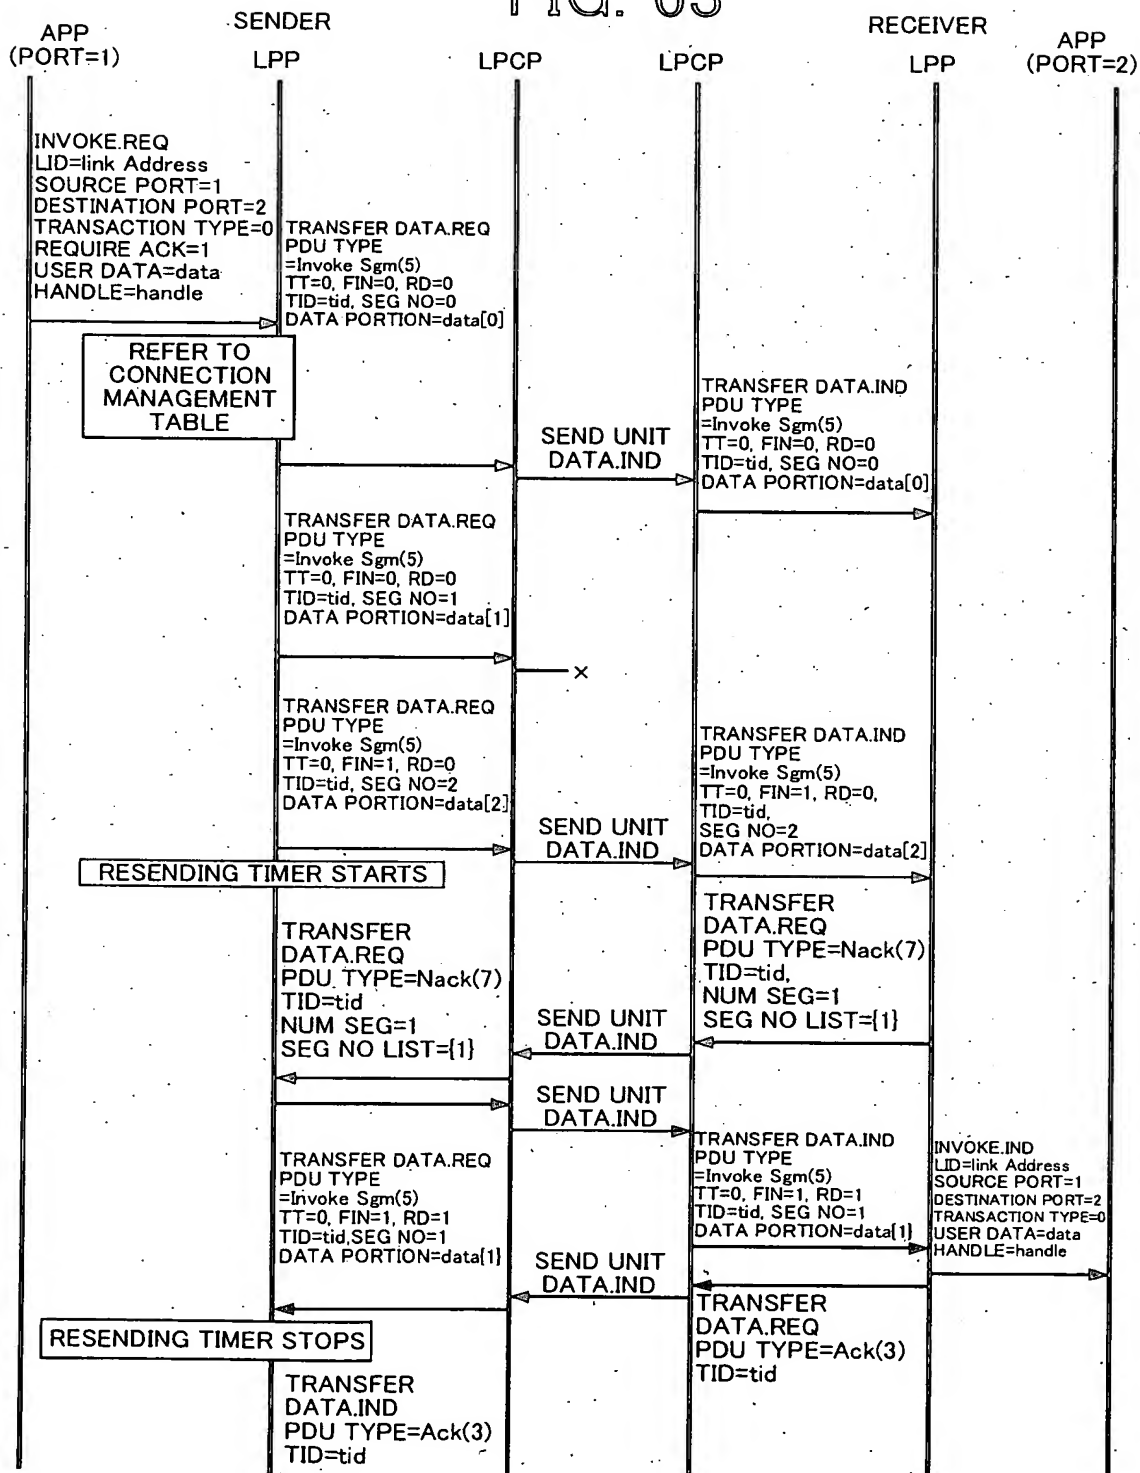 FIG. 63
SENDER
RECEIVER
APP
(PORT=1)
LPP
LPCP
LPCP
LPP
APP
(PORT=2)
INVOKE.REQ
LID=link Address
SOURCE PORT=1
DESTINATION PORT=2
TRANSACTION TYPE=0
REQUIRE ACK=1
USER DATA=data
HANDLE=handle
TRANSFER DATA.REQ
PDU TYPE
=Invoke Sgm(5)
TT=0, FIN=0, RD=0
TID=tid, SEG NO=0
DATA PORTION=data[0]
REFER TO
CONNECTION
MANAGEMENT
TABLE
SEND UNIT
DATA.IND
TRANSFER DATA.IND
PDU TYPE
=Invoke Sgm(5)
TT=0, FIN=0, RD=0
TID=tid, SEG NO=0
DATA PORTION=data[0]
TRANSFER DATA.REQ
PDU TYPE
=Invoke Sgm(5)
TT=0, FIN=0, RD=0
TID=tid, SEG NO=1
DATA PORTION=data[1]
×
TRANSFER DATA.REQ
PDU TYPE
=Invoke Sgm(5)
TT=0, FIN=1, RD=0
TID=tid, SEG NO=2
DATA PORTION=data[2]
SEND UNIT
DATA.IND
TRANSFER DATA.IND
PDU TYPE
=Invoke Sgm(5)
TT=0, FIN=1, RD=0,
TID=tid,
SEG NO=2
DATA PORTION=data[2]
RESENDING TIMER STARTS
TRANSFER
DATA.REQ
PDU TYPE=Nack(7)
TID=tid,
NUM SEG=1
SEG NO LIST={1}
SEND UNIT
DATA.IND
TRANSFER
DATA.REQ
PDU TYPE=Nack(7)
TID=tid
NUM SEG=1
SEG NO LIST={1}
SEND UNIT
DATA.IND
TRANSFER DATA.REQ
PDU TYPE
=Invoke Sgm(5)
TT=0, FIN=1, RD=1
TID=tid,SEG NO=1
DATA PORTION=data[1}
TRANSFER DATA.IND
PDU TYPE
=Invoke Sgm(5)
TT=0, FIN=1, RD=1
TID=tid, SEG NO=1
DATA PORTION=data[1}
INVOKE.IND
LID=link Address
SOURCE PORT=1
DESTINATION PORT=2
TRANSACTION TYPE=0
USER DATA=data
HANDLE=handle
SEND UNIT
DATA.IND
TRANSFER
DATA.REQ
PDU TYPE=Ack(3)
TID=tid
RESENDING TIMER STOPS
TRANSFER
DATA.IND
PDU TYPE=Ack(3)
TID=tid